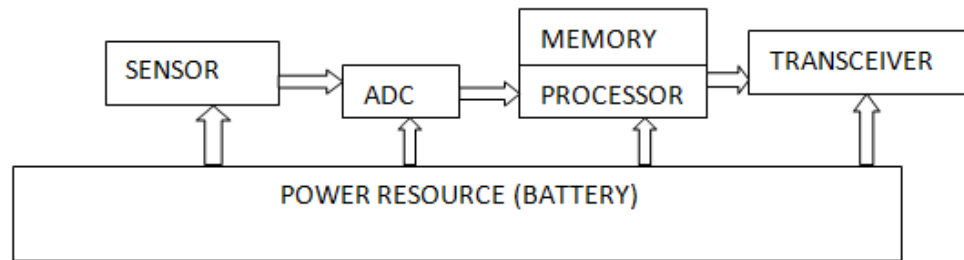 SENSOR
ADC
MEMORY
PROCESSOR
TRANSCEIVER
POWER RESOURCE (BATTERY)